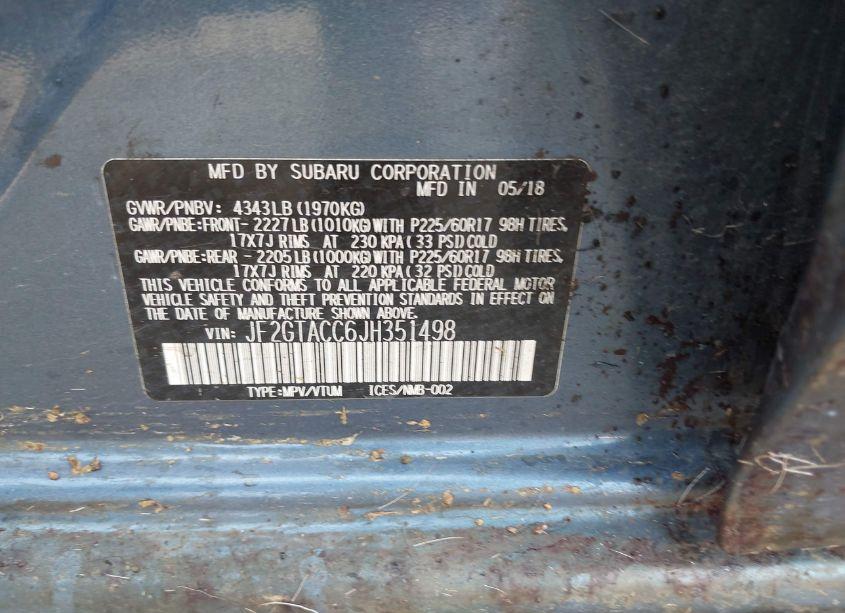 MFD BY SUBARU CORPORATION
MFD IN 05/18
GVWR/PNBV: 4343LB (1970KG)
GAWR/PNBE:FRONT- 2227LB (1010KG) WITH P225/60R17 98H TIRES,
17X7J RIMS AT 230 KPA ( 33 PSI) COLD
GAWR/PNBE:REAR - 2205LB (1000KG) WITH P225/60R17 98H TIRES,
17X7J RIMS AT 220 KPA ( 32 PSI) COLD
THIS VEHICLE CONFORMS TO ALL APPLICABLE FEDERAL MOTOR
VEHICLE SAFETY AND THEFT PREVENTION STANDARDS IN EFFECT ON
THE DATE OF MANUFACTURE SHOWN ABOVE.
VIN: JF2GTACC6JH351498
TYPE:MPV/VTUM ICES/NMB-002